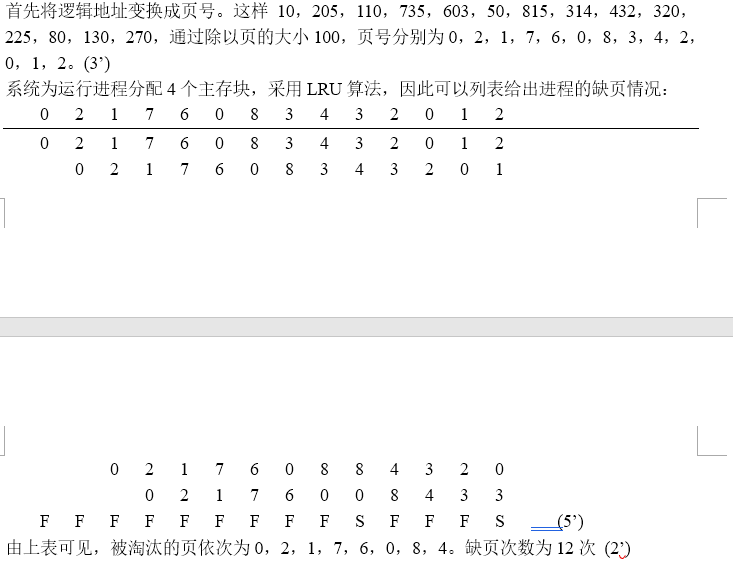 首先将逻辑地址变换成页号。这样 10，205，110，735，603，50，815，314，432，320，
225，80，130，270，通过除以页的大小 100，页号分别为 0，2，1，7，6，0，8，3，4，2，
0，1，2。(3’)
系统为运行进程分配 4 个主存块，采用 LRU 算法，因此可以列表给出进程的缺页情况：
0 2 1 7 6 0 8 3 4 3 2 0 1 2
0 2 1 7 6 0 8 3 4 3 2 0 1 2
0 2 1 7 6 0 8 3 4 3 2 0 1
0 2 1 7 6 0 8 8 4 3 2 0
0 2 1 7 6 0 0 8 4 3 3
F F F F F F F F F S F F F S (5’)
由上表可见，被淘汰的页依次为 0，2，1，7，6，0，8，4。缺页次数为 12 次 (2’)